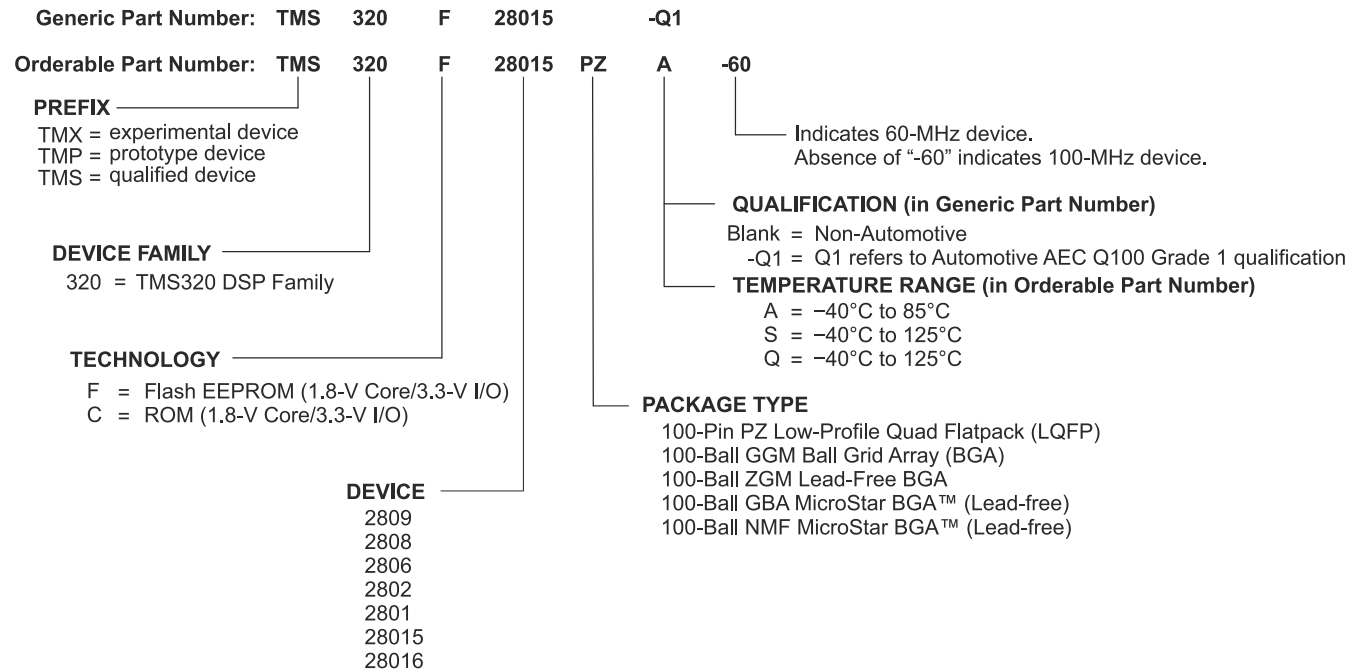 Generic Part Number: TMS 320 F 28015 -Q1
Orderable Part Number: TMS 320 F 28015 PZ A -60
PREFIX
TMX = experimental device
TMP = prototype device
TMS = qualified device
Indicates 60-MHz device.
Absence of “-60” indicates 100-MHz device.
QUALIFICATION (in Generic Part Number)
Blank = Non-Automotive
-Q1 = Q1 refers to Automotive AEC Q100 Grade 1 qualification
DEVICE FAMILY
320 = TMS320 DSP Family
TEMPERATURE RANGE (in Orderable Part Number)
A = −40°C to 85°C
S = −40°C to 125°C
Q = −40°C to 125°C
TECHNOLOGY
F = Flash EEPROM (1.8-V Core/3.3-V I/O)
C = ROM (1.8-V Core/3.3-V I/O)
PACKAGE TYPE
100-Pin PZ Low-Profile Quad Flatpack (LQFP)
100-Ball GGM Ball Grid Array (BGA)
100-Ball ZGM Lead-Free BGA
100-Ball GBA MicroStar BGA™ (Lead-free)
100-Ball NMF MicroStar BGA™ (Lead-free)
DEVICE
2809
2808
2806
2802
2801
28015
28016